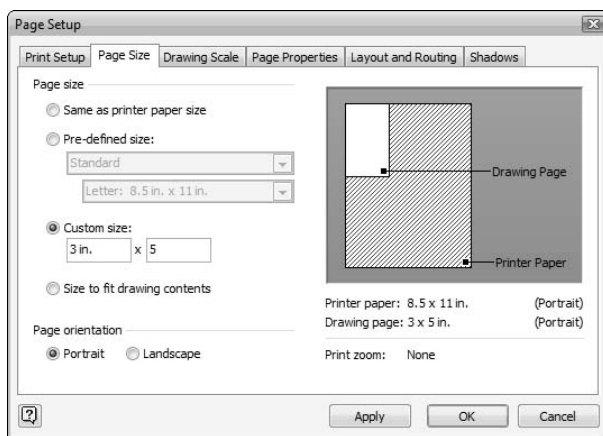 Page Setup
Print Setup
Page Size
Drawing Scale
Page Properties
Layout and Routing
Shadows
Page size
Same as printer paper size
Pre-defined size:
Standard
Letter: 8.5 in. x 11 in.
Custom size:
3 in. x 5
Size to fit drawing contents
Page orientation
Portrait Landscape
Drawing Page
Printer Paper
Printer paper: 8.5 x 11 in. (Portrait)
Drawing page: 3 x 5 in. (Portrait)
Print zoom: None
?
Apply
OK
Cancel